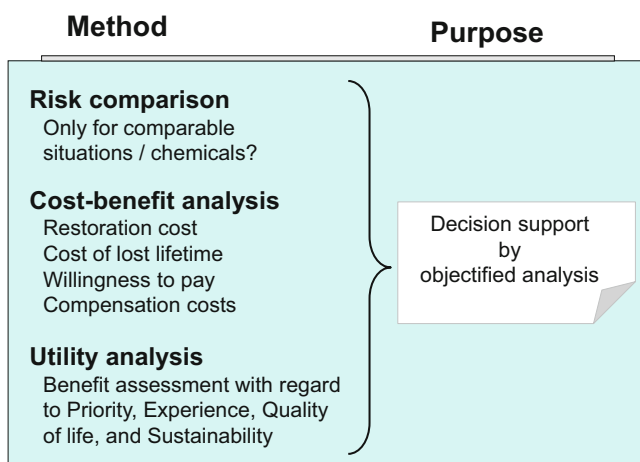 Method
Purpose
Risk comparison
Only for comparable
situations / chemicals?
Cost-benefit analysis
Restoration cost
Cost of lost lifetime
Willingness to pay
Compensation costs
Utility analysis
Benefit assessment with regard
to Priority, Experience, Quality
of life, and Sustainability
Decision support
by
objectified analysis